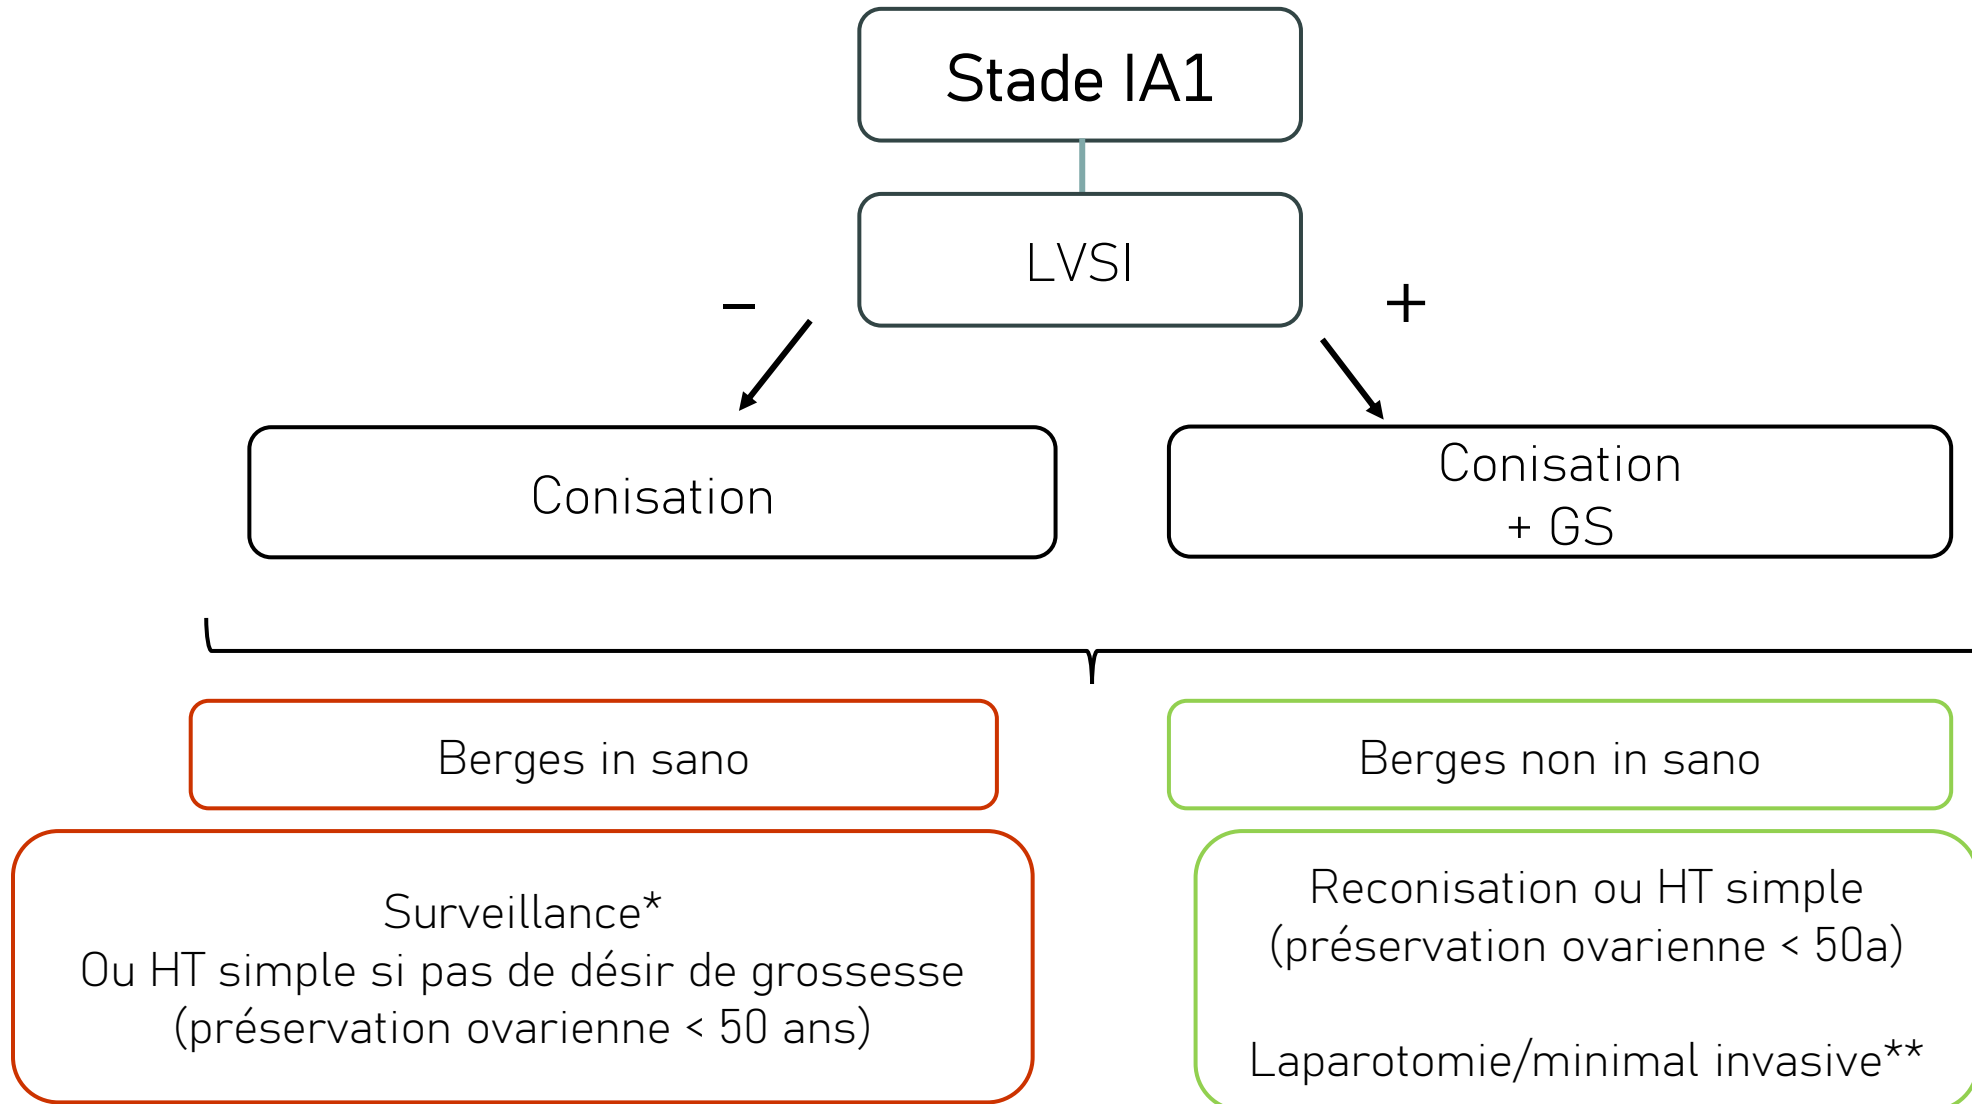 Stade IA1
LVSI
–
+
Conisation
Conisation
+ GS
Berges in sano
Berges non in sano
Surveillance*
Ou HT simple si pas de désir de grossesse
(préservation ovarienne < 50 ans)
Reconisation ou HT simple
(préservation ovarienne < 50a)
Laparotomie/minimal invasive**